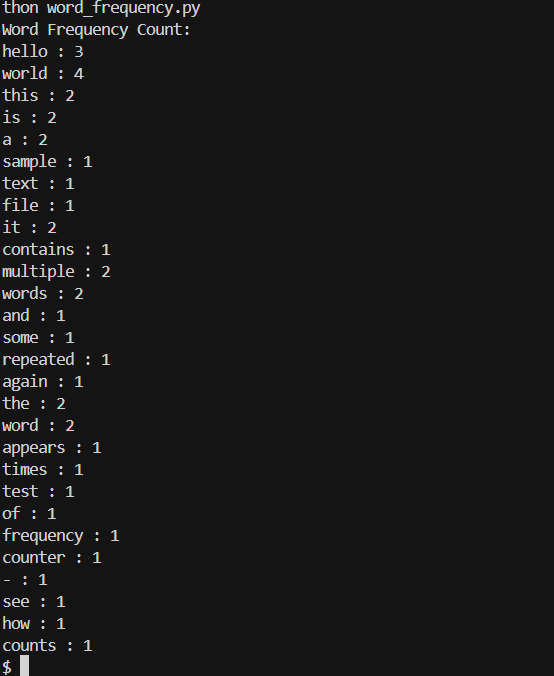 thon word_frequency.py
Word Frequency Count:
hello : 3
world : 4
this : 2
is : 2
a : 2
sample : 1
text : 1
file : 1
it : 2
contains : 1
multiple : 2
words : 2
and : 1
some : 1
repeated : 1
again : 1
the : 2
word : 2
appears : 1
times : 1
test : 1
of : 1
frequency : 1
counter : 1
- : 1
see : 1
how : 1
counts : 1
$